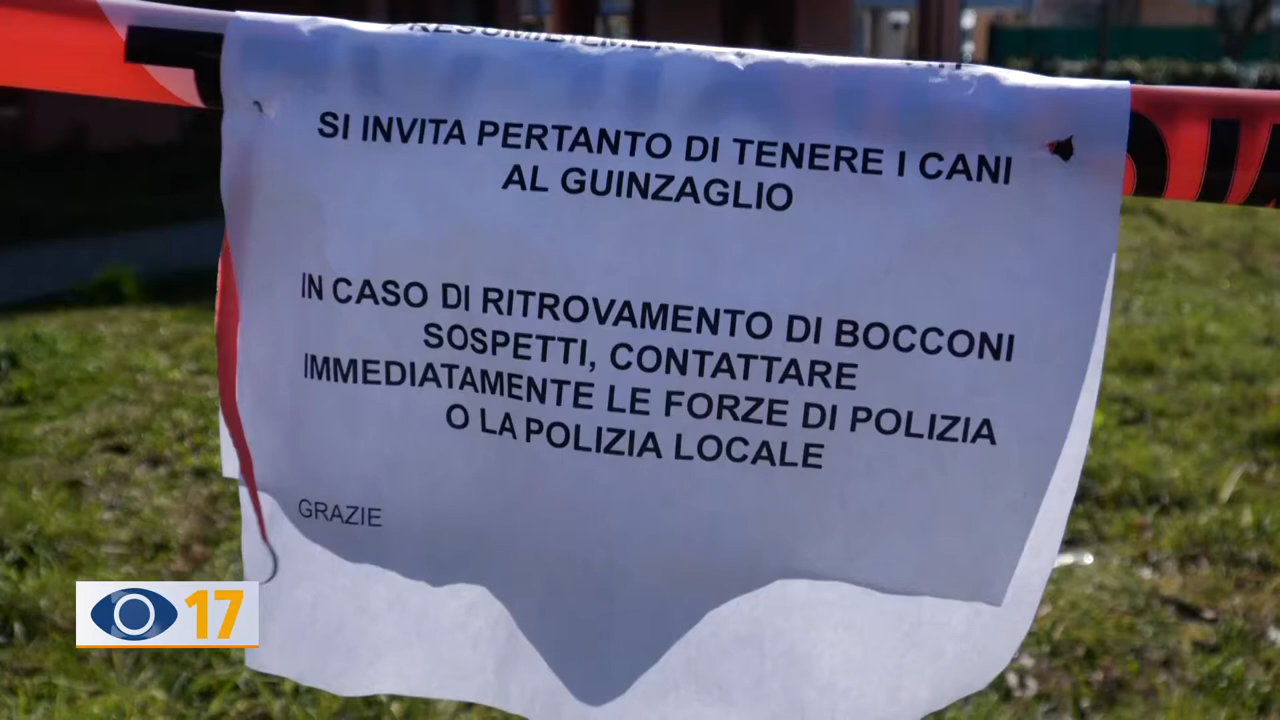 SI INVITA PERTANTO DI TENERE I CANI
AL GUINZAGLIO
IN CASO DI RITROVAMENTO DI BOCCONI
SOSPETTI, CONTATTARE
IMMEDIATAMENTE LE FORZE DI POLIZIA
O LA POLIZIA LOCALE
GRAZIE
17